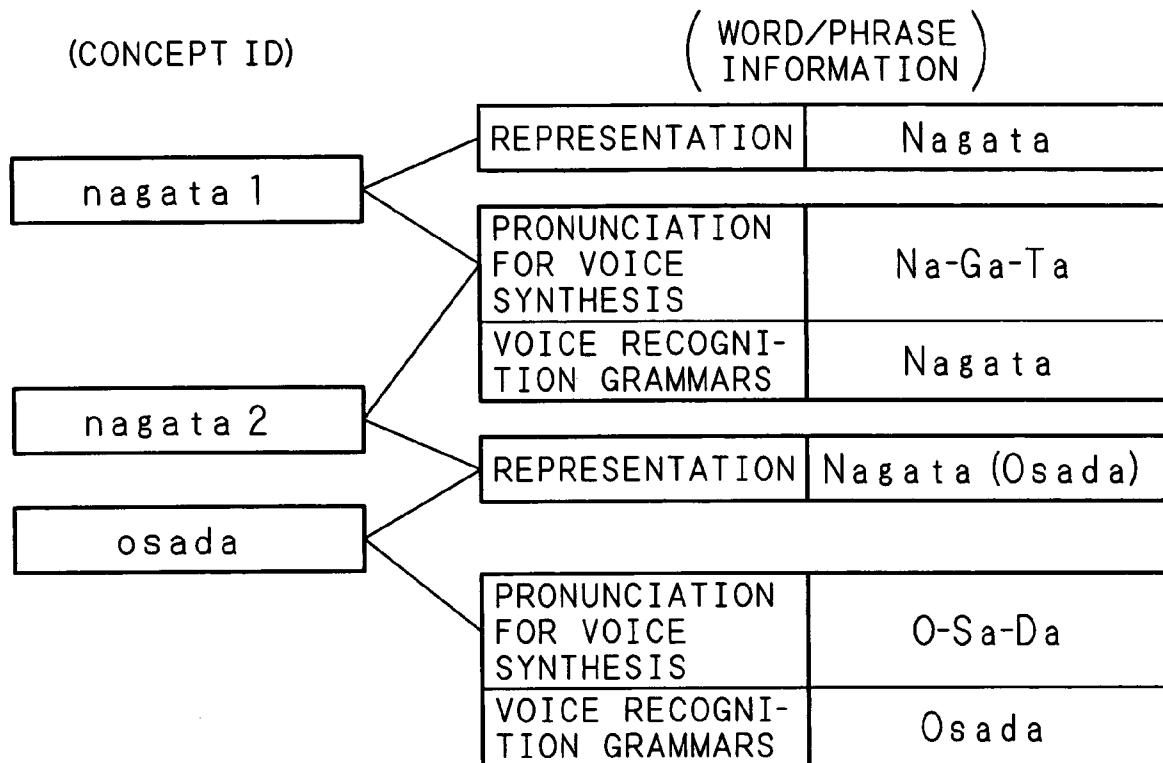 (CONCEPT ID)
(WORD/PHRASE
INFORMATION)
REPRESENTATION
Nagata
nagata 1
PRONUNCIATION
FOR VOICE
SYNTHESIS
Na-Ga-Ta
VOICE RECOGNI-
TION GRAMMARS
Nagata
nagata 2
REPRESENTATION
Nagata (Osada)
osada
PRONUNCIATION
FOR VOICE
SYNTHESIS
O-Sa-Da
VOICE RECOGNI-
TION GRAMMARS
Osada